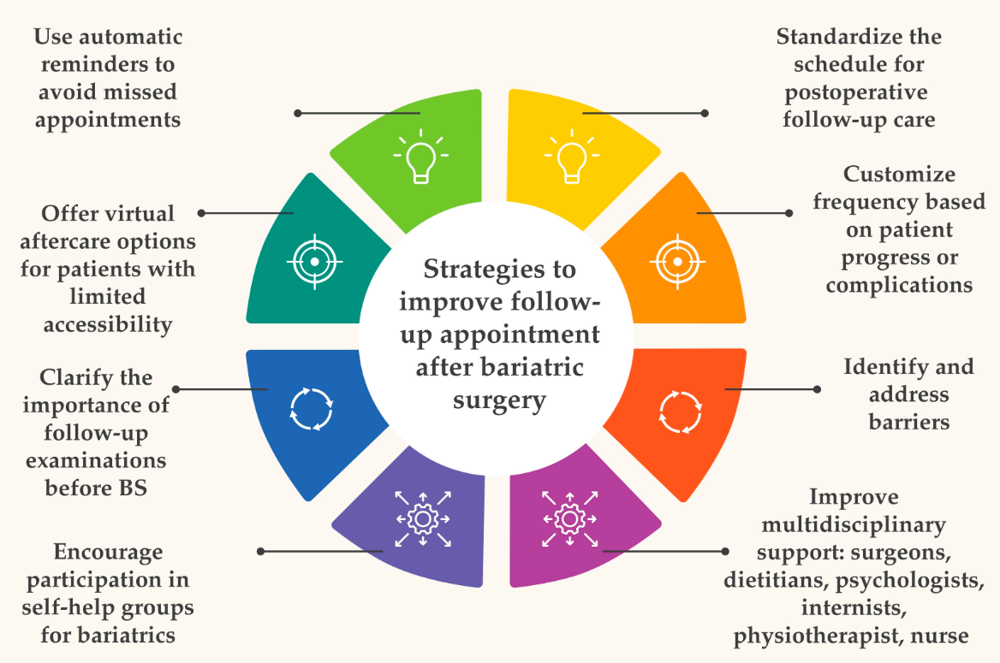 Use automatic
reminders to
avoid missed
appointments
Standardize the
schedule for
postoperative
follow-up care
Offer virtual
aftercare options
for patients with
limited
accessibility
Customize
frequency based
on patient
progress or
complications
Strategies to
improve follow-
up appointment
after bariatric
surgery
Clarify the
importance of
follow-up
examinations
before BS
Identify and
address
barriers
Encourage
participation in
self-help groups
for bariatrics
Improve
multidisciplinary
support: surgeons,
dietitians, psychologists,
internists,
physiotherapist, nurse